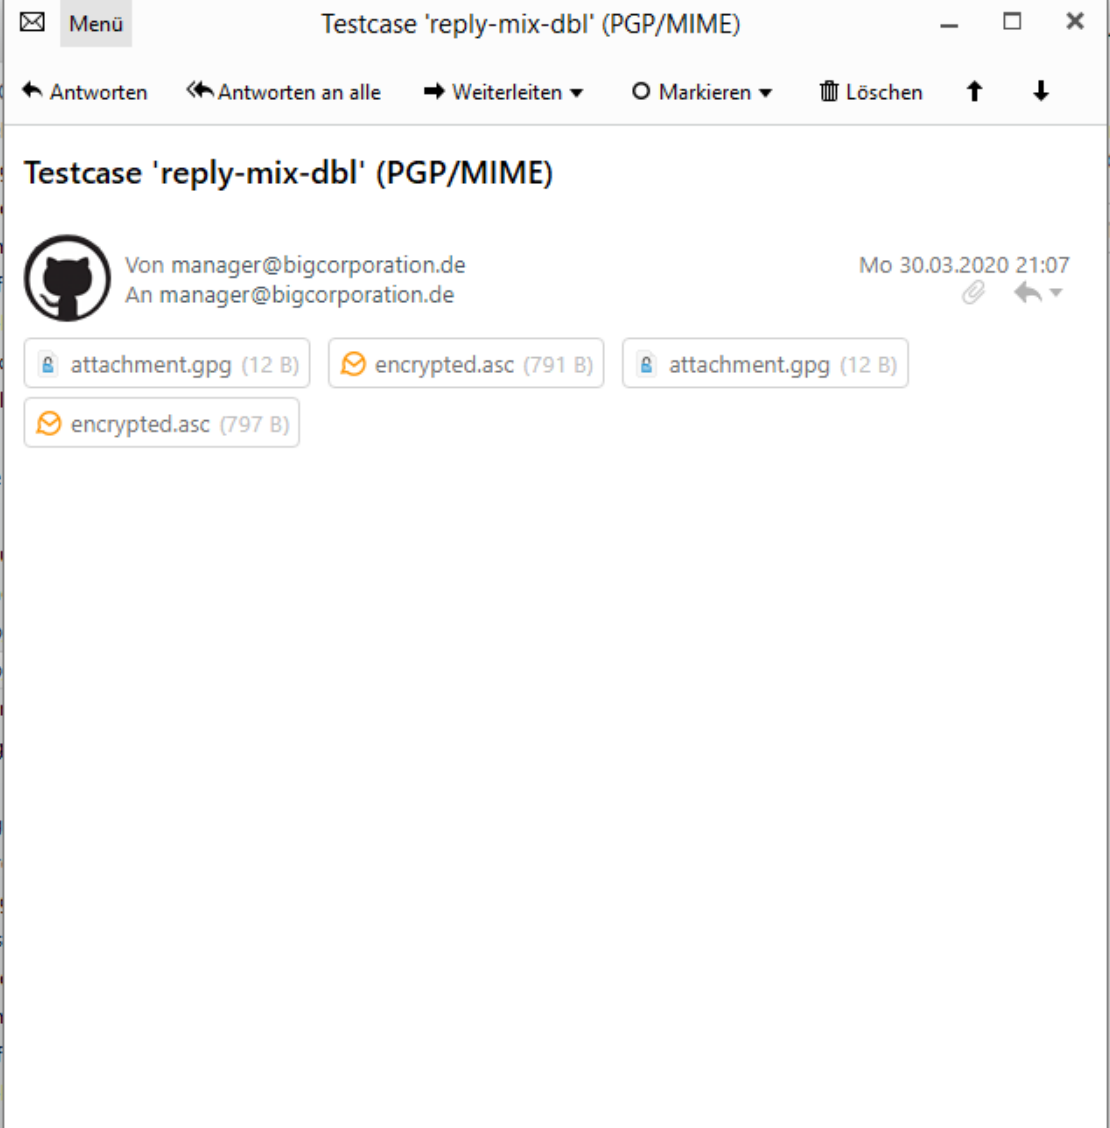 Menü Testcase 'reply-mix-dbl' (PGP/MIME)
Antworten Antworten an alle Weiterleiten Markieren Löschen
Testcase 'reply-mix-dbl' (PGP/MIME)
Von manager@bigcorporation.de Mo 30.03.2020 21:07
An manager@bigcorporation.de
attachment.gpg (12 B) encrypted.asc (791 B) attachment.gpg (12 B)
encrypted.asc (797 B)